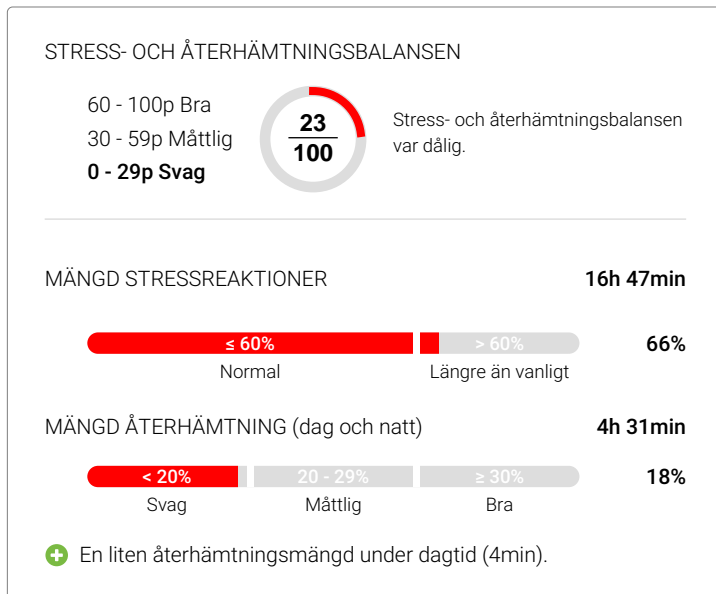 STRESS- OCH ÅTERHÄMTNINGSBALANSEN
60 - 100p Bra
30 - 59p Måttlig
0 - 29p Svag
23
100
Stress- och återhämtningsbalansen
var dålig.
MÄNGD STRESSREAKTIONER 16h 47min
≤ 60% > 60% 66%
Normal Längre än vanligt
MÄNGD ÅTERHÄMTNING (dag och natt) 4h 31min
< 20% 20 - 29% ≥ 30% 18%
Svag Måttlig Bra
En liten återhämtningsmängd under dagtid (4min).